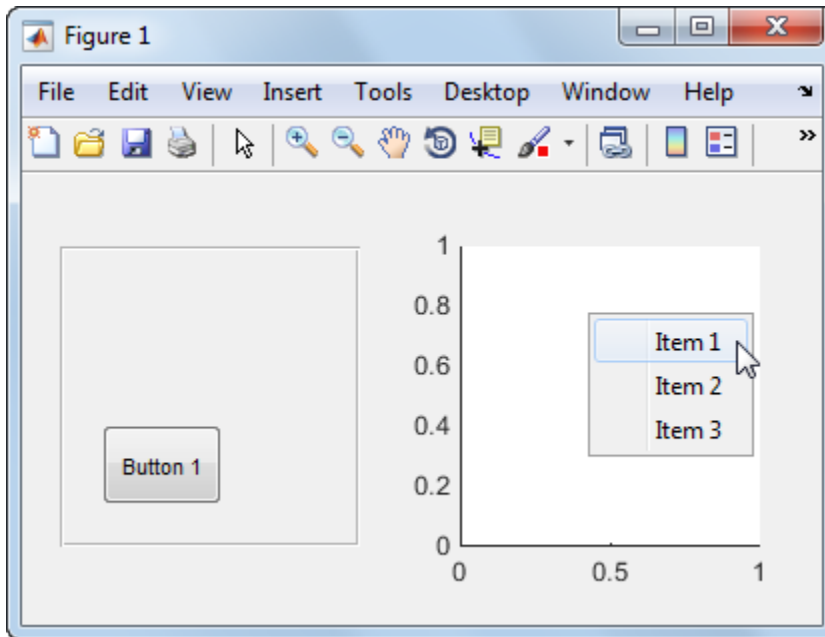 Figure 1
File Edit View Insert Tools Desktop Window Help
1
0.8
0.6
0.4
0.2
0
0 0.5 1
Item 1
Item 2
Item 3
Button 1